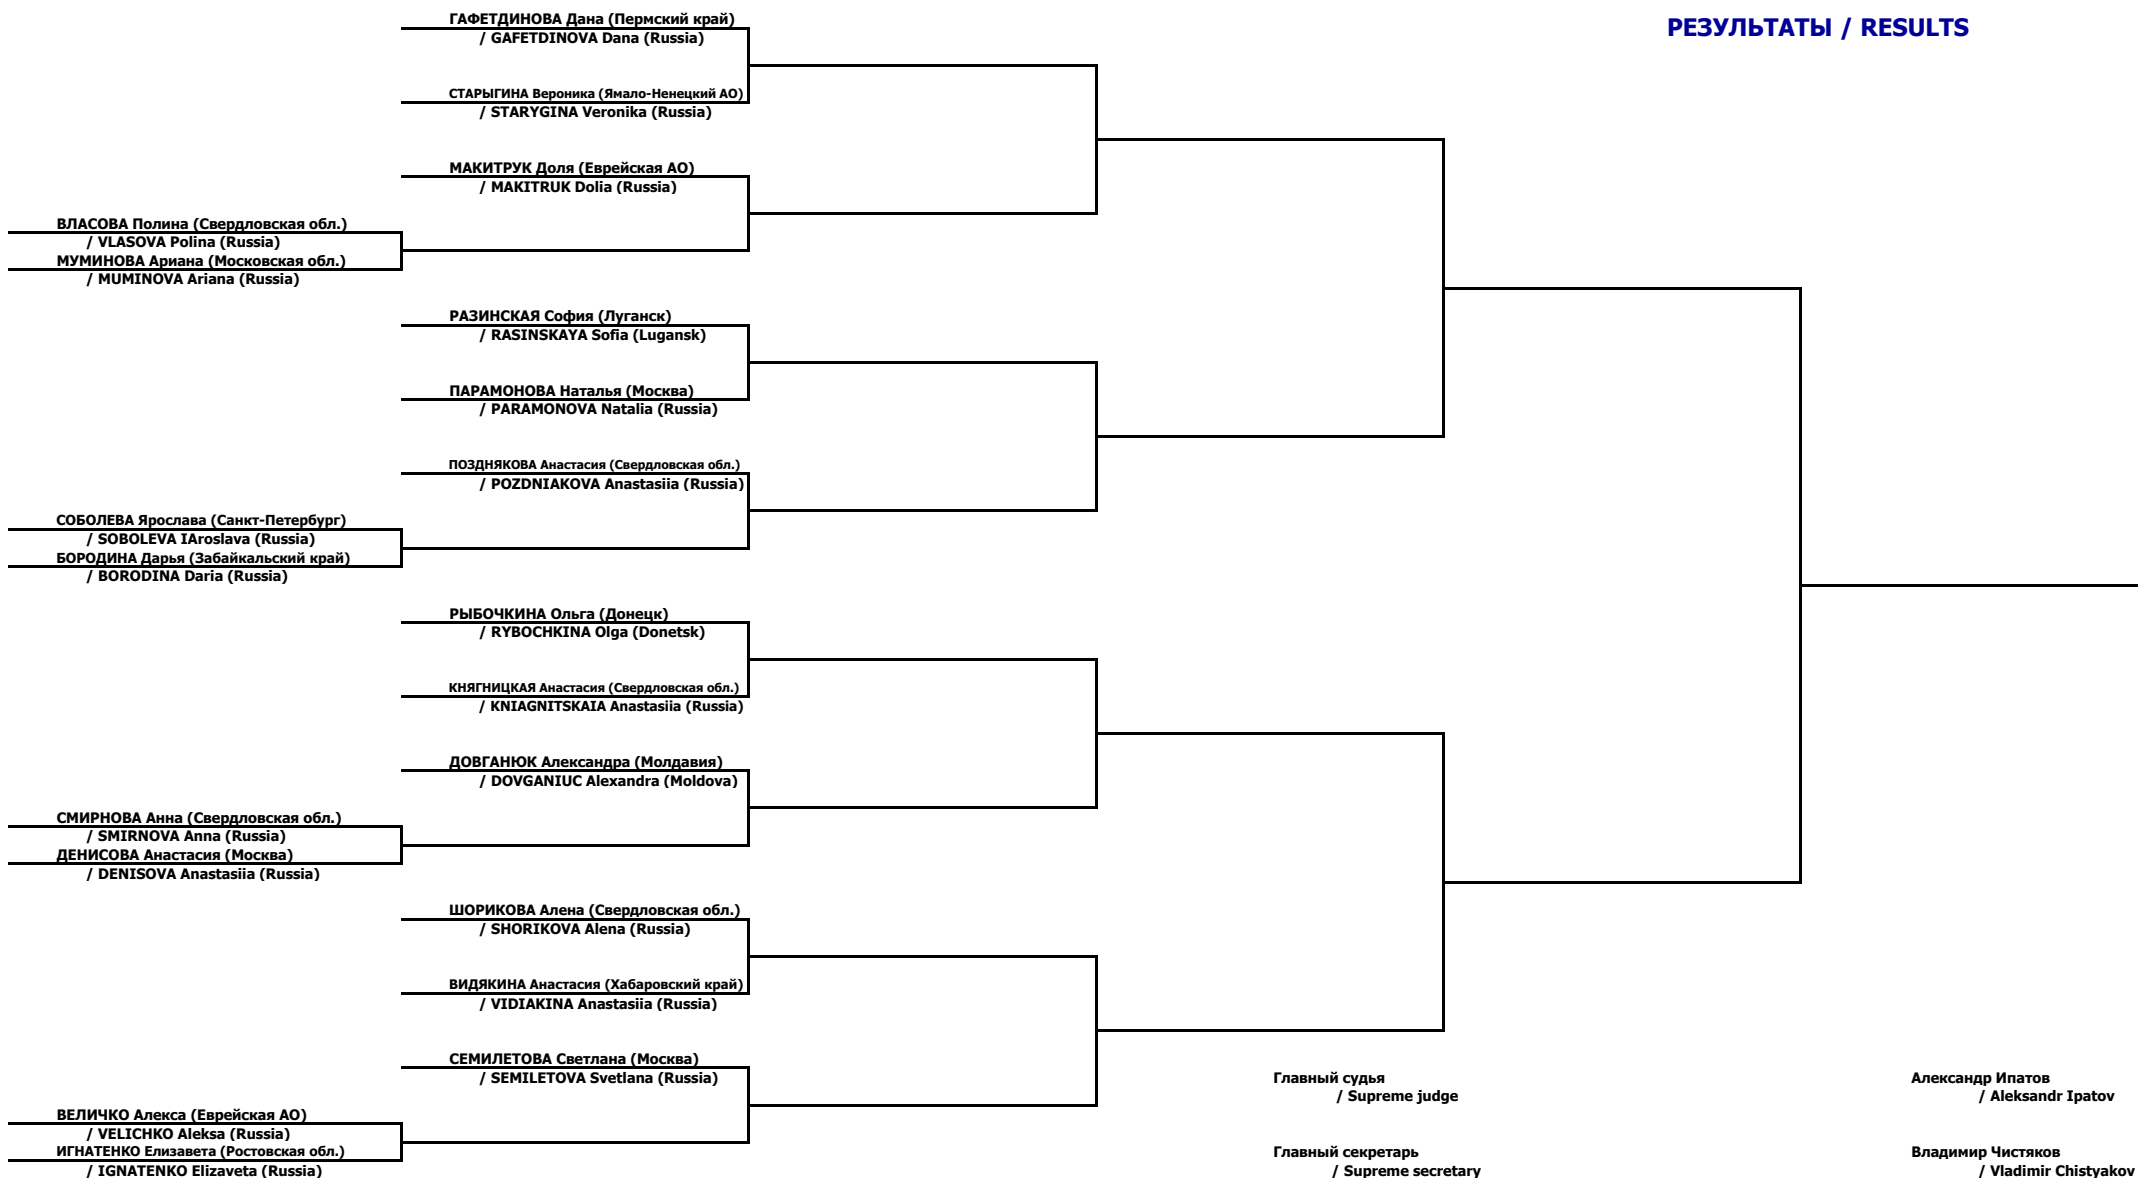 РЕЗУЛЬТАТЫ / RESULTS
ГАФЕТДИНОВА Дана (Пермский край)
/ GAFETDINOVA Dana (Russia)
СТАРЫГИНА Вероника (Ямало-Ненецкий АО)
/ STARYGINA Veronika (Russia)
МАКИТРУК Доля (Еврейская АО)
/ MAKITRUK Dolia (Russia)
ВЛАСОВА Полина (Свердловская обл.)
/ VLASOVA Polina (Russia)
МУМИНОВА Ариана (Московская обл.)
/ MUMINOVA Ariana (Russia)
РАЗИНСКАЯ София (Луганск)
/ RASINSKAYA Sofia (Lugansk)
ПАРАМОНОВА Наталья (Москва)
/ PARAMONOVA Natalia (Russia)
ПОЗДНЯКОВА Анастасия (Свердловская обл.)
/ POZDNIAKOVA Anastasiia (Russia)
СОБОЛЕВА Ярослава (Санкт-Петербург)
/ SOBOLEVA IAroslava (Russia)
БОРОДИНА Дарья (Забайкальский край)
/ BORODINA Daria (Russia)
РЫБОЧКИНА Ольга (Донецк)
/ RYBOCHKINA Olga (Donetsk)
КНЯГНИЦКАЯ Анастасия (Свердловская обл.)
/ KNIAGNITSKAIA Anastasiia (Russia)
ДОВГАНЮК Александра (Молдавия)
/ DOVGANIUC Alexandra (Moldova)
СМИРНОВА Анна (Свердловская обл.)
/ SMIRNOVA Anna (Russia)
ДЕНИСОВА Анастасия (Москва)
/ DENISOVA Anastasiia (Russia)
ШОРИКОВА Алена (Свердловская обл.)
/ SHORIKOVA Alena (Russia)
ВИДЯКИНА Анастасия (Хабаровский край)
/ VIDIAKINA Anastasiia (Russia)
СЕМИЛЕТОВА Светлана (Москва)
/ SEMILETOVA Svetlana (Russia)
ВЕЛИЧКО Алекса (Еврейская АО)
/ VELICHKO Aleksa (Russia)
ИГНАТЕНКО Елизавета (Ростовская обл.)
/ IGNATENKO Elizaveta (Russia)
Главный судья
/ Supreme judge
Александр Ипатов
/ Aleksandr Ipatov
Главный секретарь
/ Supreme secretary
Владимир Чистяков
/ Vladimir Chistyakov